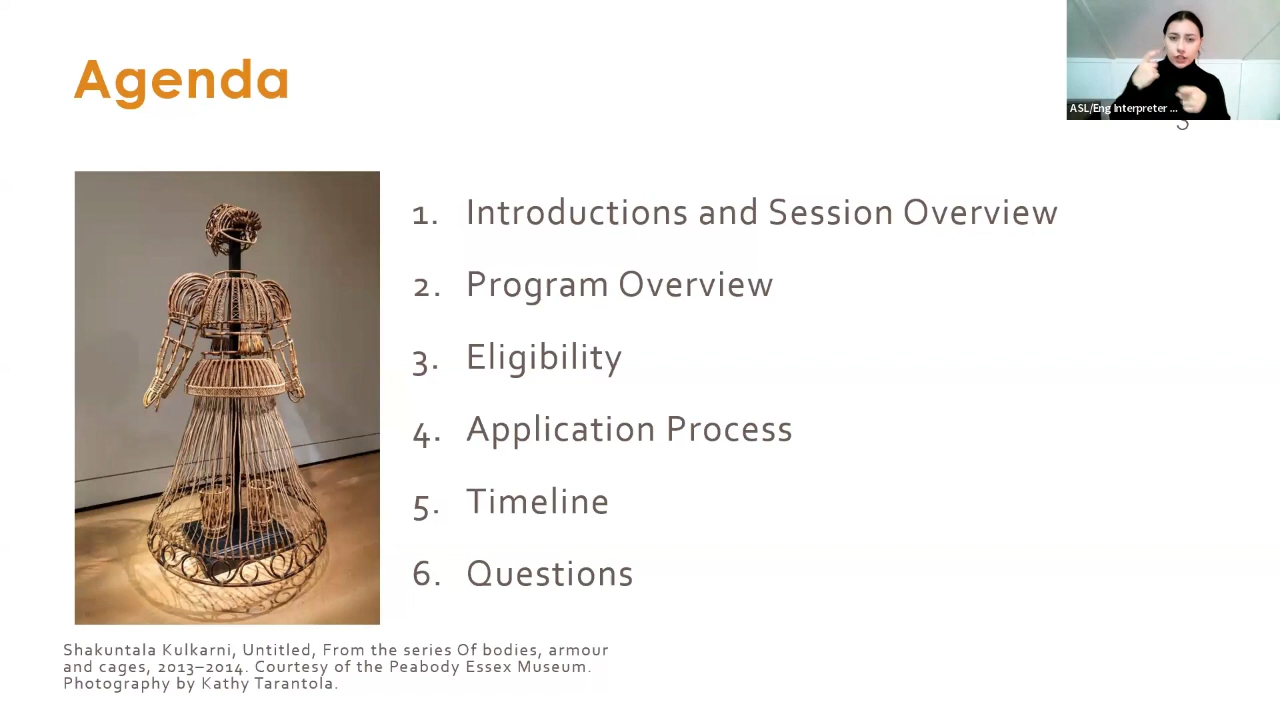 Agenda
ASL/Eng Interpreter ...
1. Introductions and Session Overview
2. Program Overview
3. Eligibility
4. Application Process
5. Timeline
6. Questions
Shakuntala Kulkarni, Untitled, From the series Of bodies, armour
and cages, 2013–2014. Courtesy of the Peabody Essex Museum.
Photography by Kathy Tarantola.